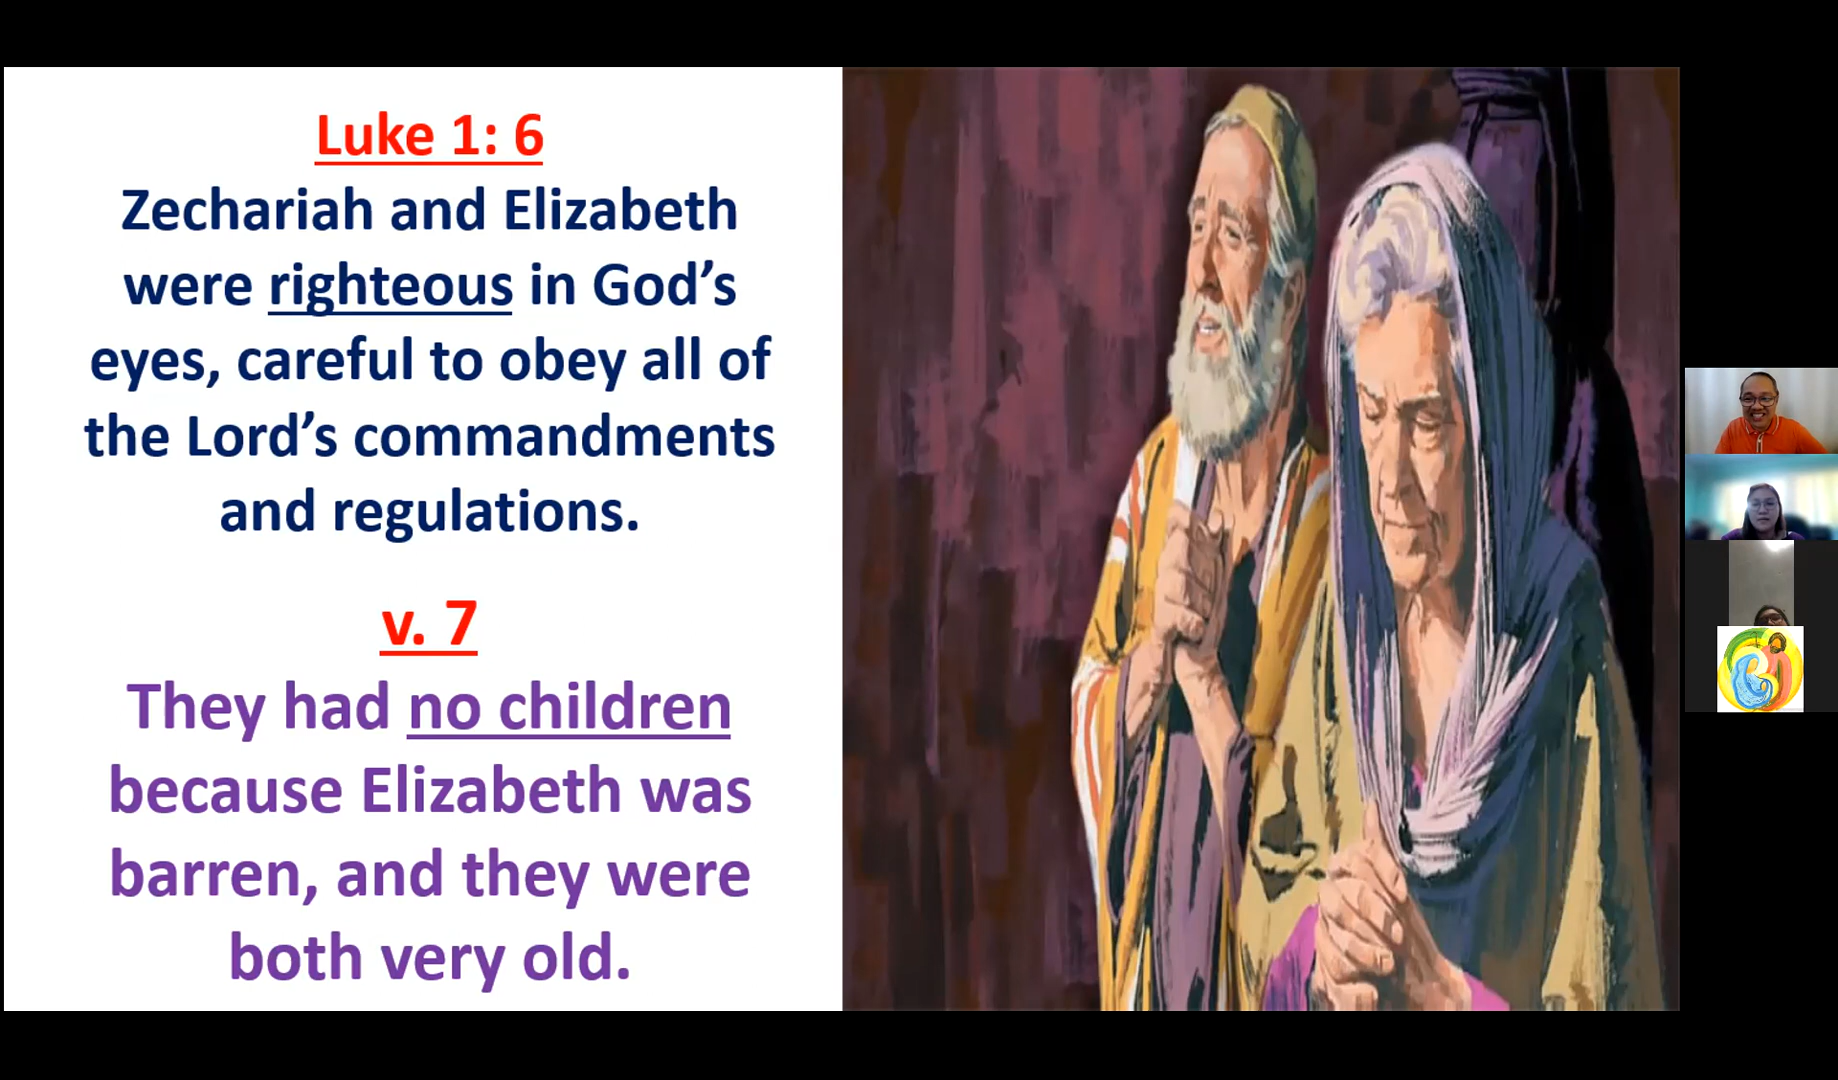 Luke 1: 6
Zechariah and Elizabeth
were righteous in God’s
eyes, careful to obey all of
the Lord’s commandments
and regulations.
v. 7
They had no children
because Elizabeth was
barren, and they were
both very old.